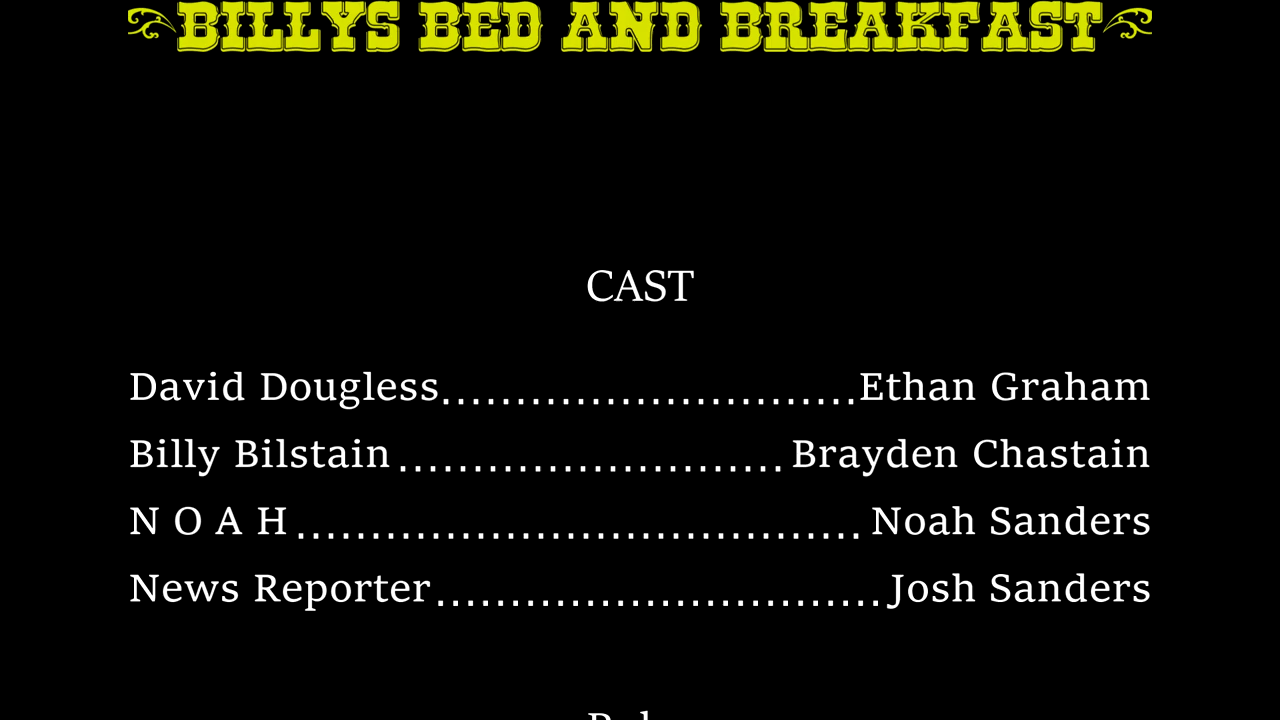 BILLYS BED AND BREAKFAST
CAST
David Dougless............................Ethan Graham
Billy Bilstain..........................Brayden Chastain
N O A H......................................Noah Sanders
News Reporter..............................Josh Sanders